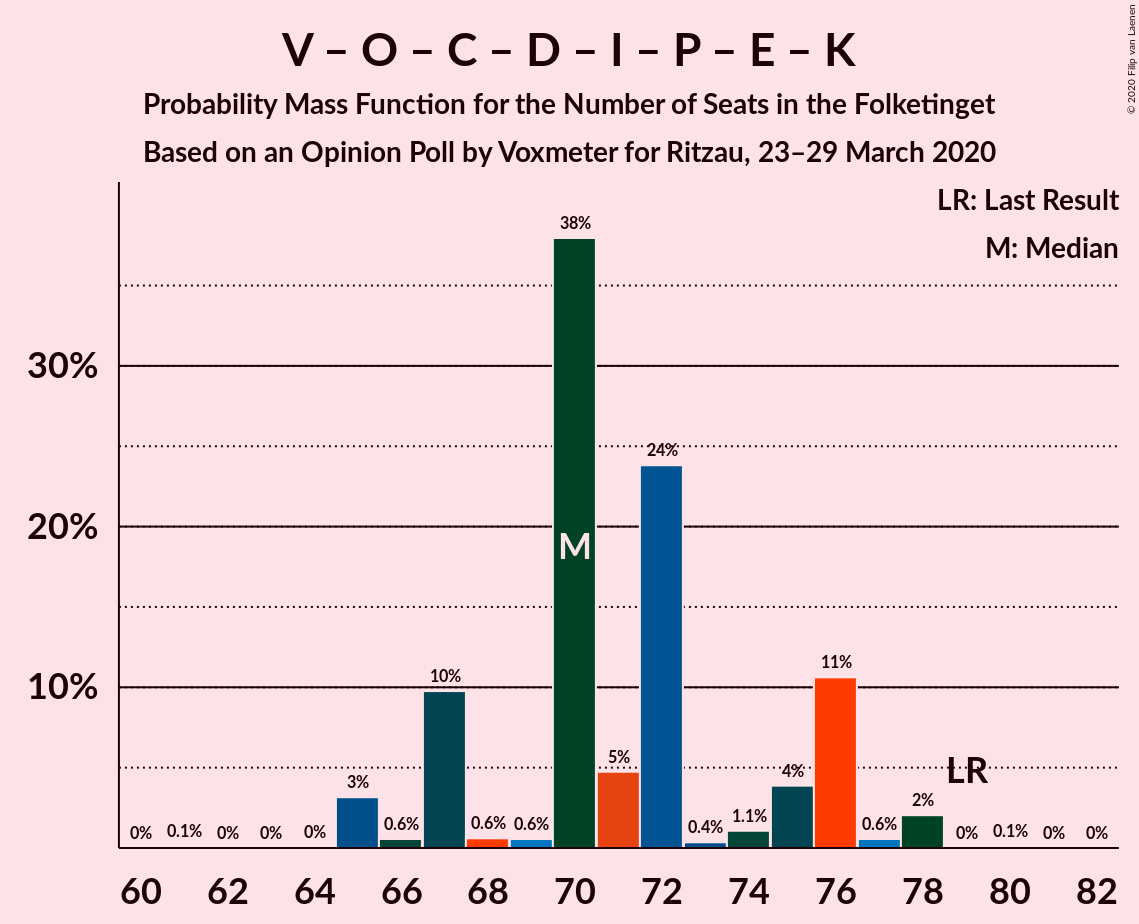 V – O – C – D – I – P – E – K
Probability Mass Function for the Number of Seats in the Folketinget
Based on an Opinion Poll by Voxmeter for Ritzau, 23–29 March 2020
© 2020 Filip van Laenen
LR: Last Result
M: Median
38%
30%
24%
20%
M
11%
10%
10%
5%
4%
LR
3%
2%
1.1%
0% 0.1% 0% 0% 0% 0.6% 0.6% 0.6% 0.4% 0.6% 0% 0.1% 0% 0%
60 62 64 66 68 70 72 74 76 78 80 82